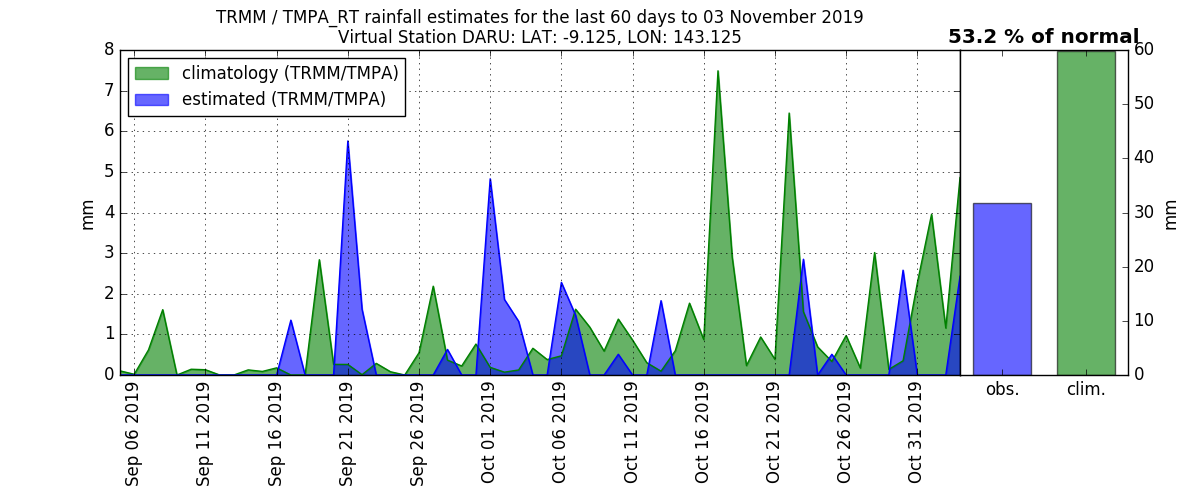 TRMM / TMPA_RT rainfall estimates for the last 60 days to 03 November 2019
Virtual Station DARU: LAT: -9.125, LON: 143.125
53.2 % of normal
climatology (TRMM/TMPA)
estimated (TRMM/TMPA)
8
7
6
5
4
3
2
1
0
mm
Sep 06 2019
Sep 11 2019
Sep 16 2019
Sep 21 2019
Sep 26 2019
Oct 01 2019
Oct 06 2019
Oct 11 2019
Oct 16 2019
Oct 21 2019
Oct 26 2019
Oct 31 2019
obs.
clim.
60
50
40
30
20
10
0
mm